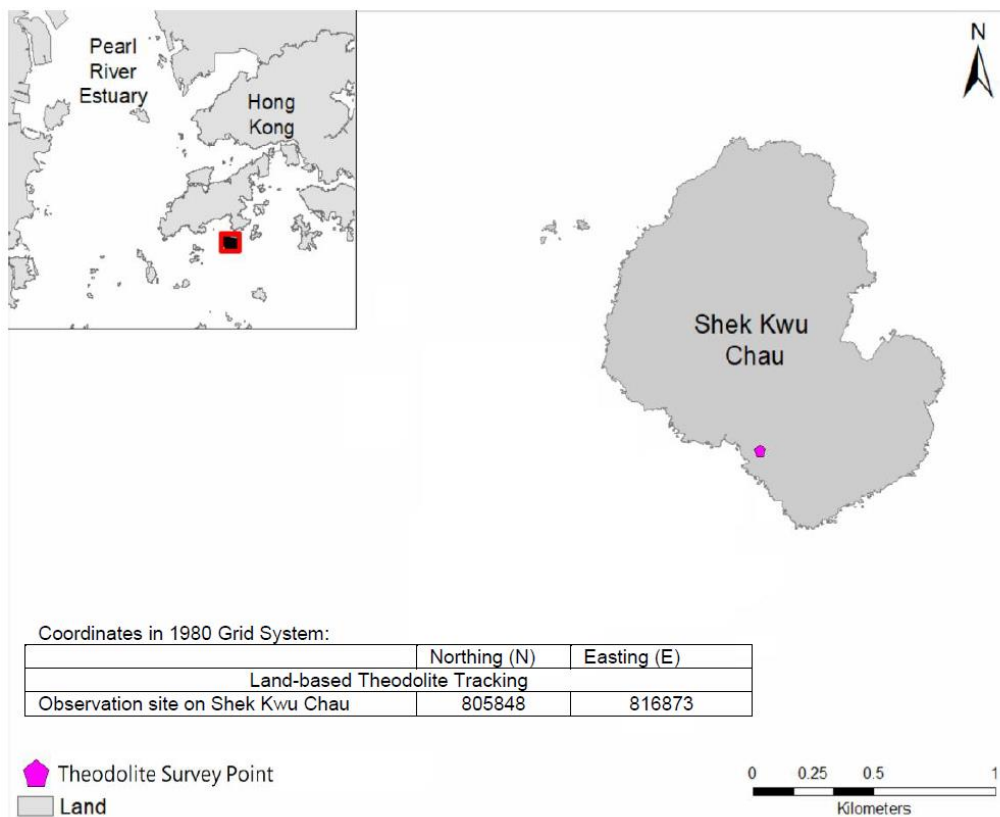 Pearl
River
Estuary
Hong
Kong
N
Shek Kwu
Chau
Coordinates in 1980 Grid System:
Northing (N) Easting (E)
Land-based Theodolite Tracking
Observation site on Shek Kwu Chau 805848 816873
Theodolite Survey Point
Land
0 0.25 0.5 1
Kilometers